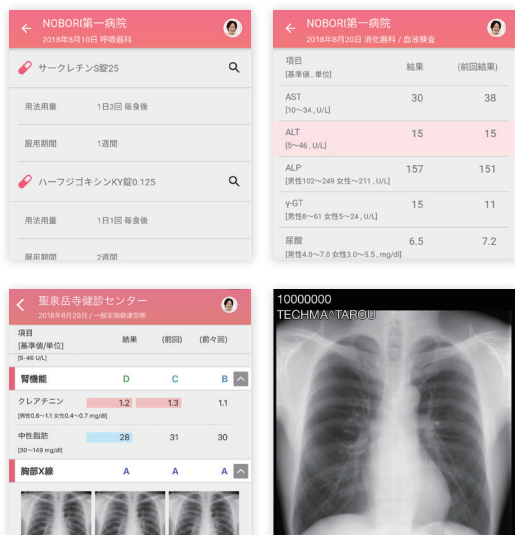 NOBORI第一病院
2018年8月10日 呼吸器科
サークレチンS錠25
用法用量 1日3回 毎食後
服用期間 1週間
ハーフジゴキシンKY錠0.125
用法用量 1日1回 毎食後
服用期間 2週間
NOBORI第一病院
2018年8月20日 消化器科 / 血液検査
項目
[基準値, 単位] 結果 (前回結果)
AST 30 38
[10〜34 , U/L]
ALT 15 15
[5〜46 , U/L]
ALP 157 151
[男性102〜249 女性〜211 , U/L]
γ-GT 15 11
[男性8〜61 女性5〜24 , U/L]
尿酸 6.5 7.2
[男性4.0〜7.0 女性3.0〜5.5 , mg/dl]
聖泉岳寺健診センター
2018年8月20日 / 一般定期健康診断
項目
[基準値/単位] 結果 (前回) (前々回)
[5-46 U/L]
腎機能 D C B
クレアチニン 1.2 1.3 1.1
[男性0.6〜1.1 女性0.4〜0.7 mg/dl]
中性脂肪 28 31 30
[30〜149 mg/dl]
胸部X線 A A A
10000000
TECHMA^TAROU